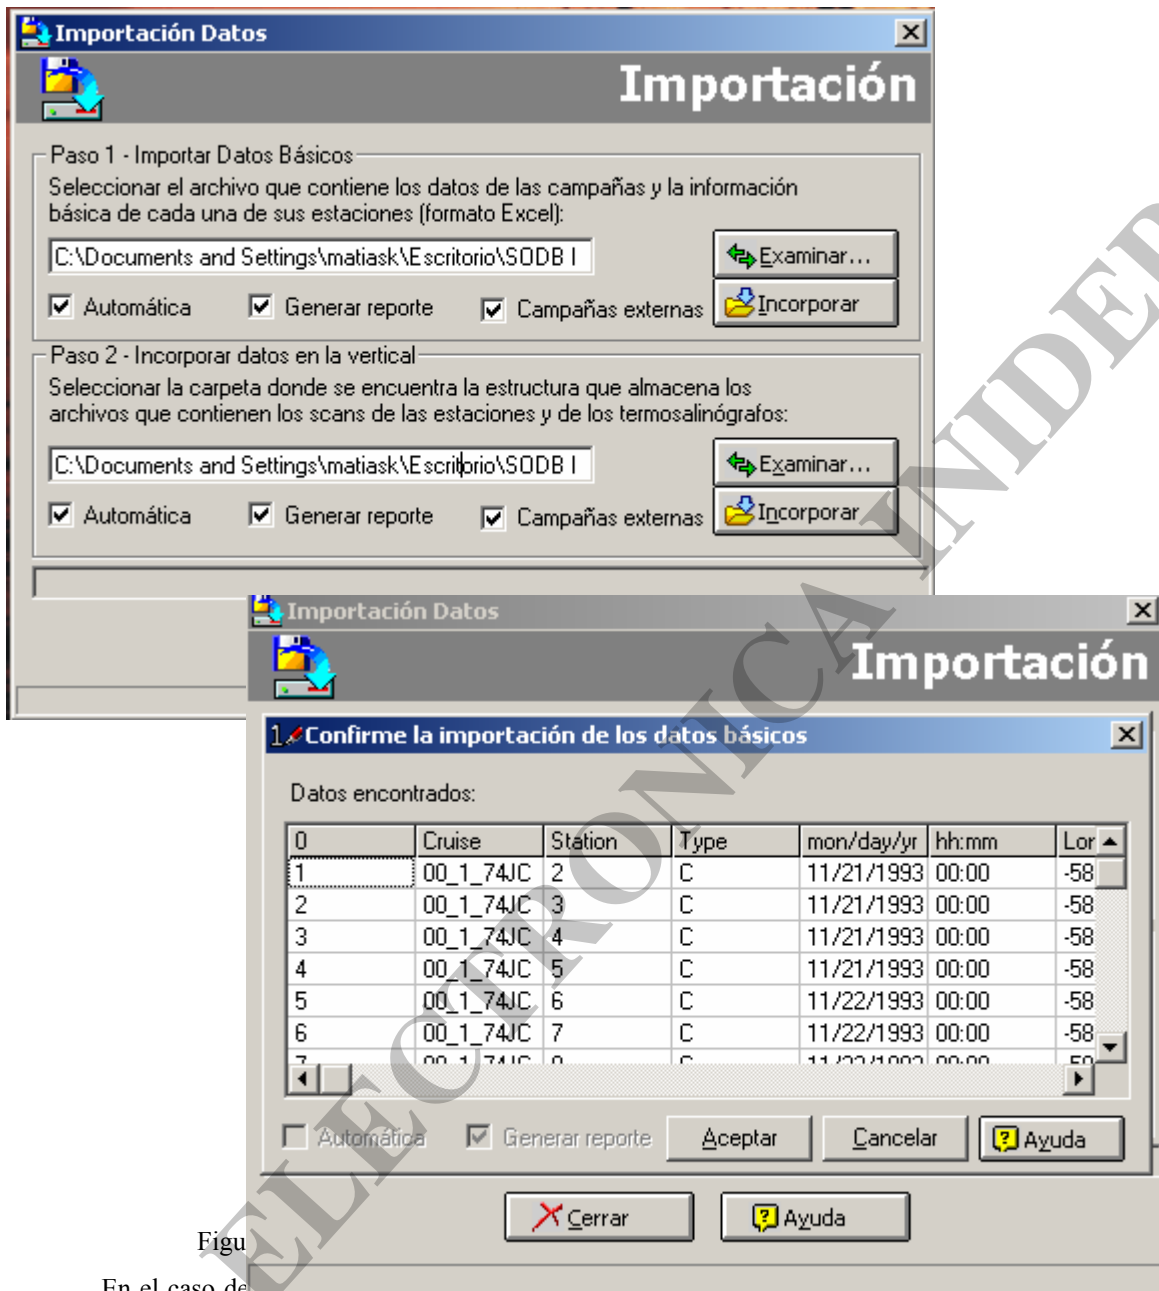 Importación Datos
Importación
Paso 1 - Importar Datos Básicos
Seleccionar el archivo que contiene los datos de las campañas y la información
básica de cada una de sus estaciones (formato Excel):
C:\Documents and Settings\matiask\Escritorio\SODB I
Examinar...
Automática
Generar reporte
Campañas externas
Incorporar
Paso 2 - Incorporar datos en la vertical
Seleccionar la carpeta donde se encuentra la estructura que almacena los
archivos que contienen los scans de las estaciones y de los termosalinógrafos:
C:\Documents and Settings\matiask\Escritorio\SODB I
Examinar...
Automática
Generar reporte
Campañas externas
Incorporar
Importación Datos
Importación
Confirme la importación de los datos básicos
Datos encontrados:
0 Cruise Station Type mon/day/yr hh:mm Lor
1 00_1_74JC 2 C 11/21/1993 00:00 -58
2 00_1_74JC 3 C 11/21/1993 00:00 -58
3 00_1_74JC 4 C 11/21/1993 00:00 -58
4 00_1_74JC 5 C 11/21/1993 00:00 -58
5 00_1_74JC 6 C 11/22/1993 00:00 -58
6 00_1_74JC 7 C 11/22/1993 00:00 -58
Automática
Generar reporte
Aceptar
Cancelar
Ayuda
Cerrar
Ayuda
Figu
En el caso de
ELECTRONICA INIDEP